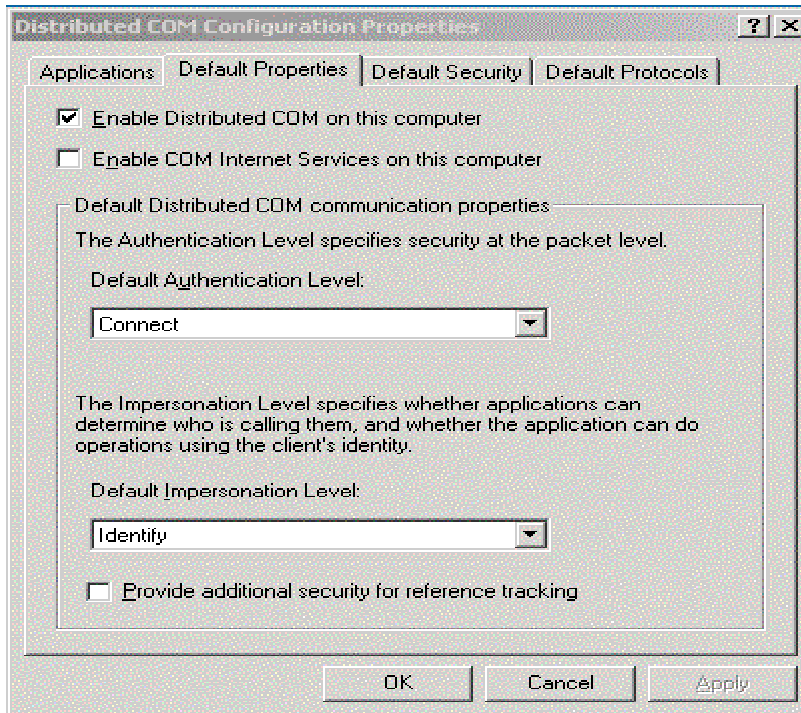 Distributed COM Configuration Properties
Applications Default Properties Default Security Default Protocols
Enable Distributed COM on this computer
Enable COM Internet Services on this computer
Default Distributed COM communication properties
The Authentication Level specifies security at the packet level.
Default Authentication Level:
Connect
The Impersonation Level specifies whether applications can
determine who is calling them, and whether the application can do
operations using the client's identity.
Default Impersonation Level:
Identify
Provide additional security for reference tracking
OK Cancel Apply